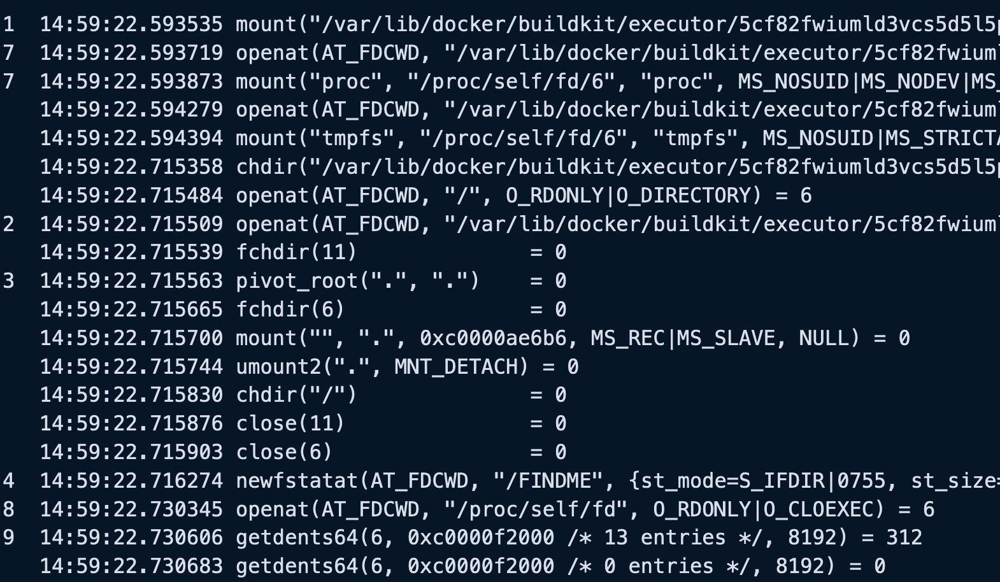 1  14:59:22.593535 mount("/var/lib/docker/buildkit/executor/5cf82fwiumld3vcs5d5l5p
7  14:59:22.593719 openat(AT_FDCWD, "/var/lib/docker/buildkit/executor/5cf82fwiuml
7  14:59:22.593873 mount("proc", "/proc/self/fd/6", "proc", MS_NOSUID|MS_NODEV|MS_
14:59:22.594279 openat(AT_FDCWD, "/var/lib/docker/buildkit/executor/5cf82fwiuml
14:59:22.594394 mount("tmpfs", "/proc/self/fd/6", "tmpfs", MS_NOSUID|MS_STRICTA
14:59:22.715358 chdir("/var/lib/docker/buildkit/executor/5cf82fwiumld3vcs5d5l5p
14:59:22.715484 openat(AT_FDCWD, "/", O_RDONLY|O_DIRECTORY) = 6
2  14:59:22.715509 openat(AT_FDCWD, "/var/lib/docker/buildkit/executor/5cf82fwiuml
14:59:22.715539 fchdir(11)              = 0
3  14:59:22.715563 pivot_root(".", ".")    = 0
14:59:22.715665 fchdir(6)               = 0
14:59:22.715700 mount("", ".", 0xc0000ae6b6, MS_REC|MS_SLAVE, NULL) = 0
14:59:22.715744 umount2(".", MNT_DETACH) = 0
14:59:22.715830 chdir("/")              = 0
14:59:22.715876 close(11)               = 0
14:59:22.715903 close(6)                = 0
4  14:59:22.716274 newfstatat(AT_FDCWD, "/FINDME", {st_mode=S_IFDIR|0755, st_size=
8  14:59:22.730345 openat(AT_FDCWD, "/proc/self/fd", O_RDONLY|O_CLOEXEC) = 6
9  14:59:22.730606 getdents64(6, 0xc0000f2000 /* 13 entries */, 8192) = 312
14:59:22.730683 getdents64(6, 0xc0000f2000 /* 0 entries */, 8192) = 0